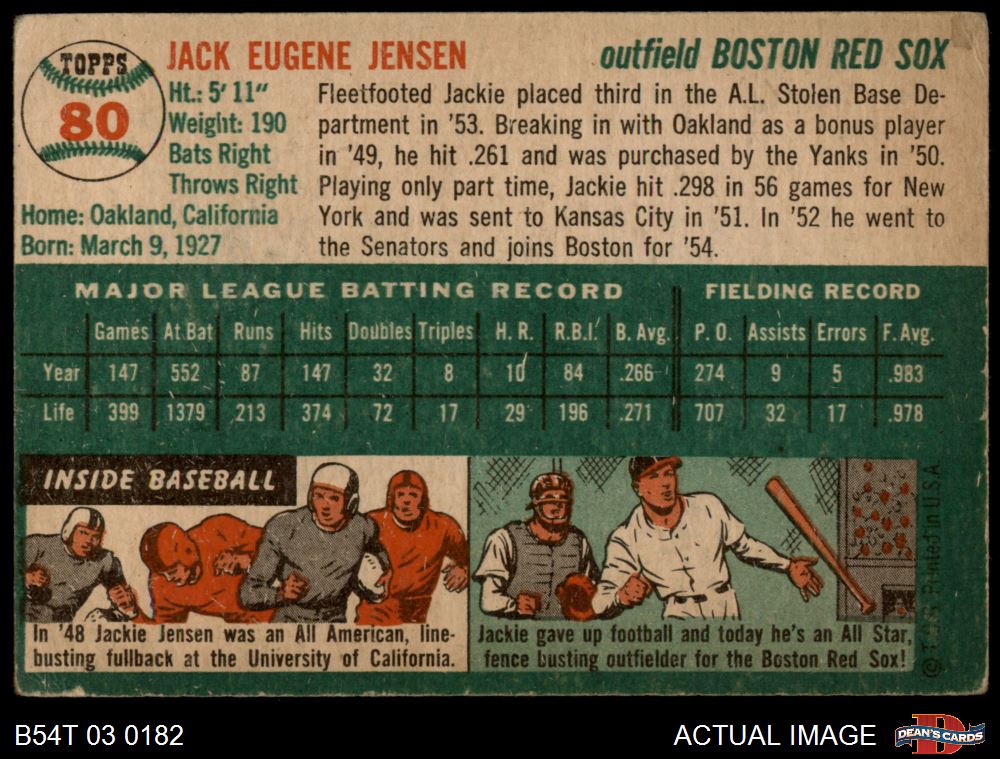 TOPPS
80
JACK EUGENE JENSEN
outfield BOSTON RED SOX
Ht.: 5' 11"
Weight: 190
Bats Right
Throws Right
Home: Oakland, California
Born: March 9, 1927
Fleetfooted Jackie placed third in the A.L. Stolen Base De-
partment in '53. Breaking in with Oakland as a bonus player
in '49, he hit .261 and was purchased by the Yanks in '50.
Playing only part time, Jackie hit .298 in 56 games for New
York and was sent to Kansas City in '51. In '52 he went to
the Senators and joins Boston for '54.
MAJOR LEAGUE BATTING RECORD FIELDING RECORD
Games At Bat Runs Hits Doubles Triples H. R. R.B.I. B. Avg. P. O. Assists Errors F. Avg.
Year 147 552 87 147 32 8 10 84 .266 274 9 5 .983
Life 399 1379 213 374 72 17 29 196 .271 707 32 17 .978
INSIDE BASEBALL
In '48 Jackie Jensen was an All American, line-
busting fullback at the University of California.
Jackie gave up football and today he's an All Star,
fence busting outfielder for the Boston Red Sox!
© T.C.G. Printed in U.S.A.
B54T 03 0182
ACTUAL IMAGE
D
DEAN'S CARDS